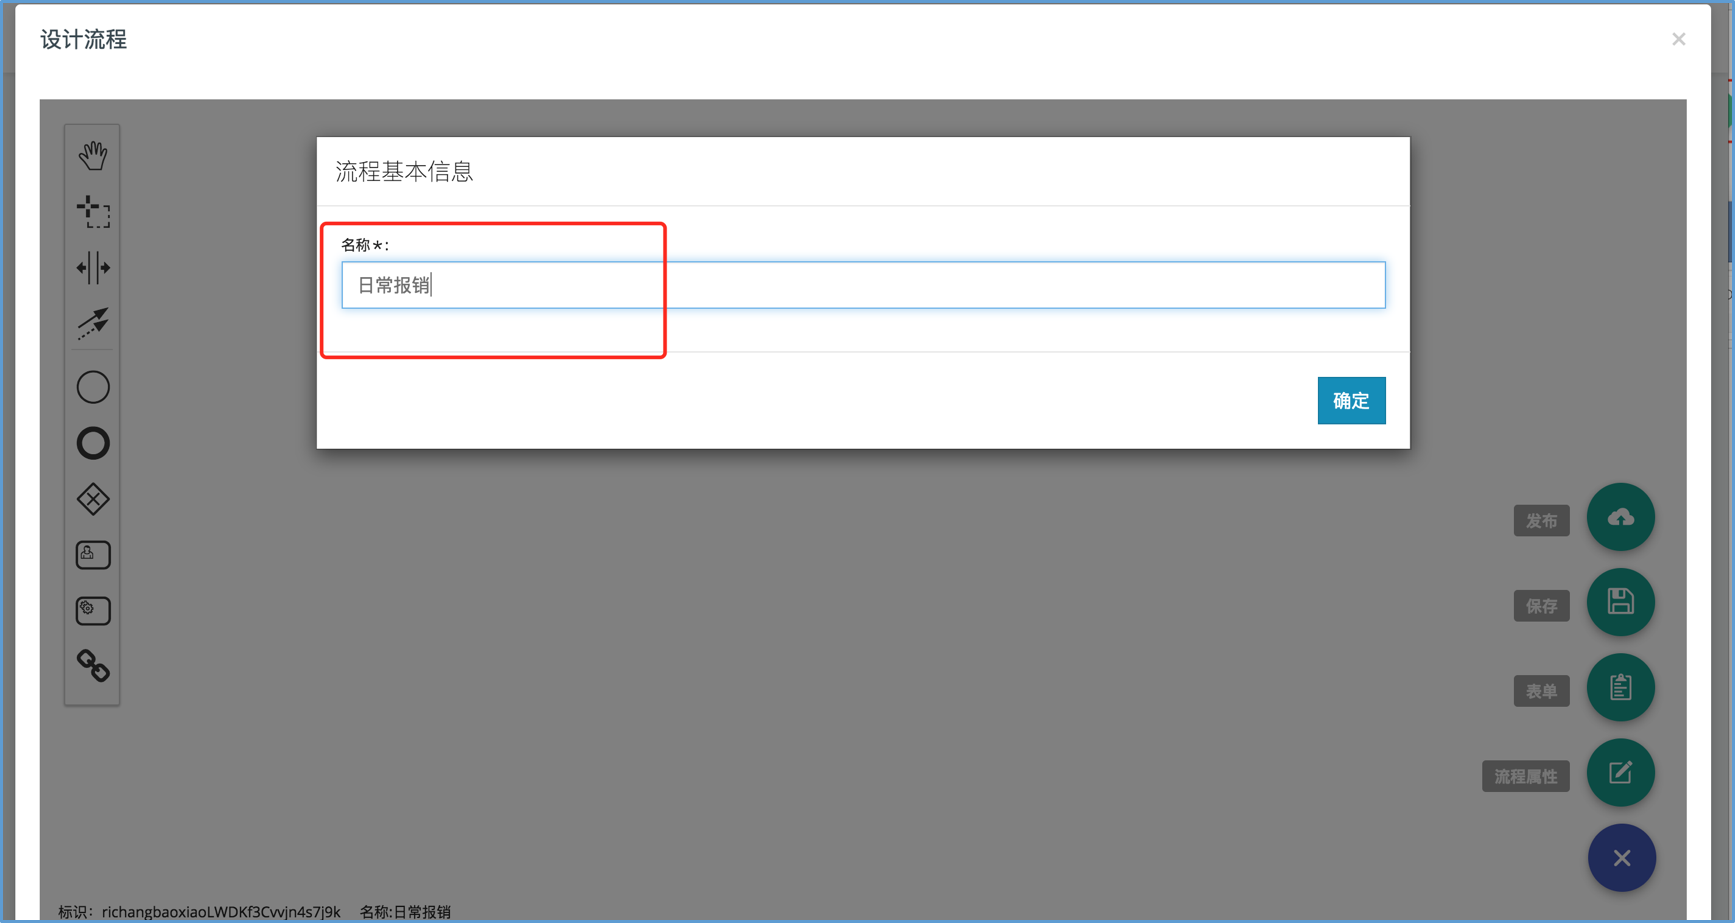 设计流程
×
流程基本信息
名称*:
日常报销
确定
发布
保存
表单
流程属性
标识: richangbaoxiaoLWDKf3Cvvjn4s7j9k 名称:日常报销